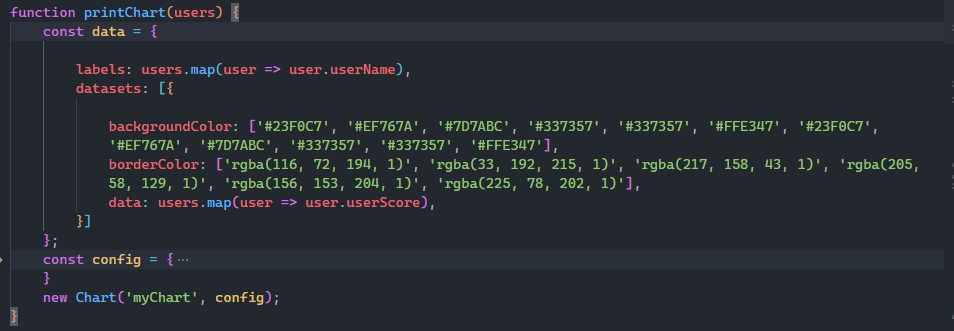 function printChart(users) {
const data = {
labels: users.map(user => user.userName),
datasets: [{
backgroundColor: ['#23F0C7', '#EF767A', '#7D7ABC', '#337357', '#337357', '#FFE347', '#23F0C7',
'#EF767A', '#7D7ABC', '#337357', '#337357', '#FFE347'],
borderColor: ['rgba(116, 72, 194, 1)', 'rgba(33, 192, 215, 1)', 'rgba(217, 158, 43, 1)', 'rgba(205,
58, 129, 1)', 'rgba(156, 153, 204, 1)', 'rgba(225, 78, 202, 1)'],
data: users.map(user => user.userScore),
}]
};
const config = {···
}
new Chart('myChart', config);
}